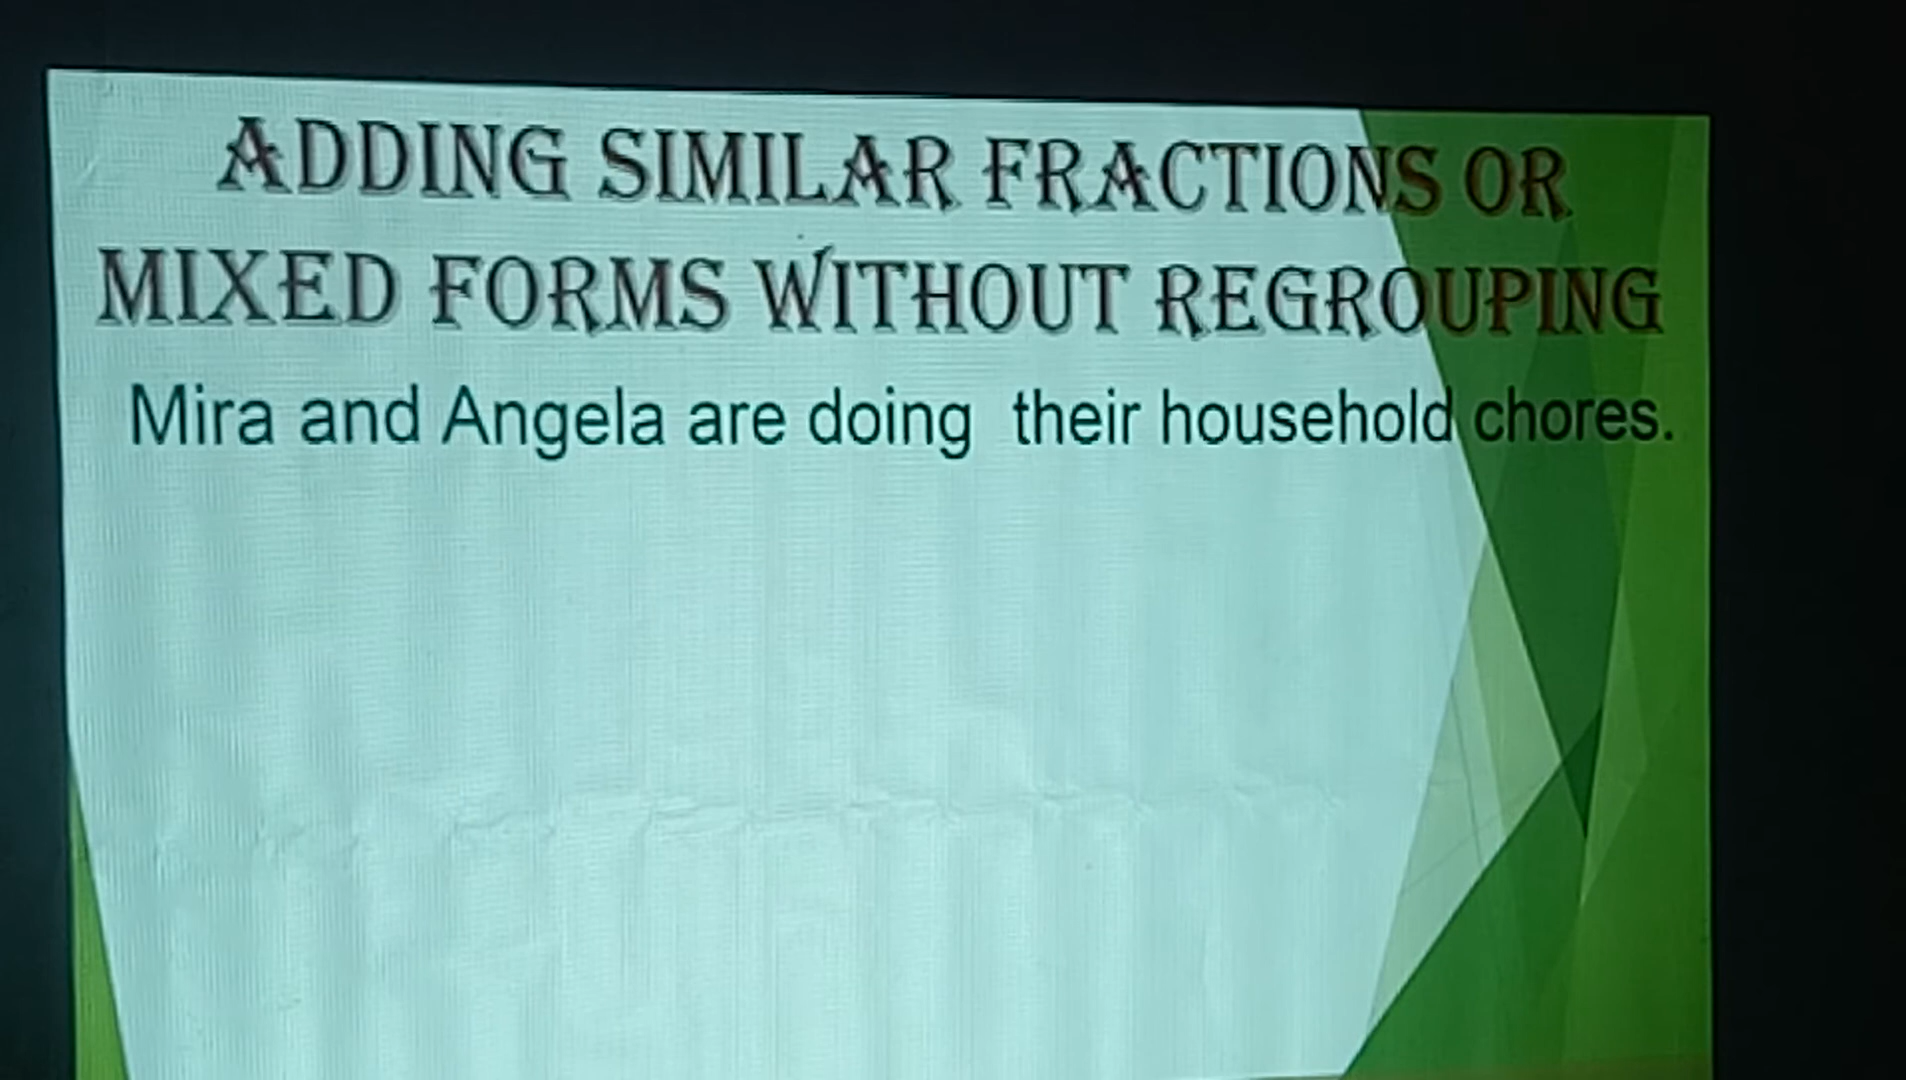 ADDING SIMILAR FRACTIONS OR
MIXED FORMS WITHOUT REGROUPING
Mira and Angela are doing their household chores.